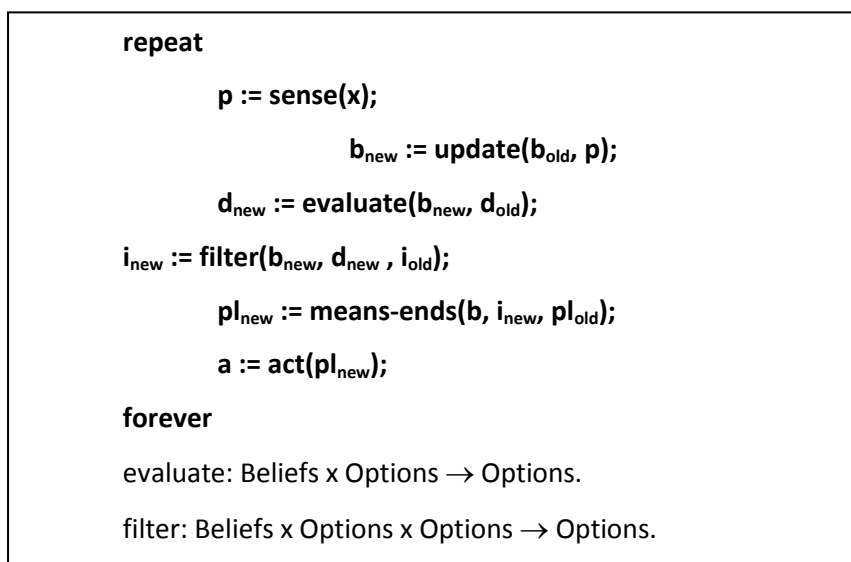 repeat
p := sense(x);
bnew := update(bold, p);
dnew := evaluate(bnew, dold);
inew := filter(bnew, dnew , iold);
plnew := means-ends(b, inew, plold);
a := act(plnew);
forever
evaluate: Beliefs x Options → Options.
filter: Beliefs x Options x Options → Options.